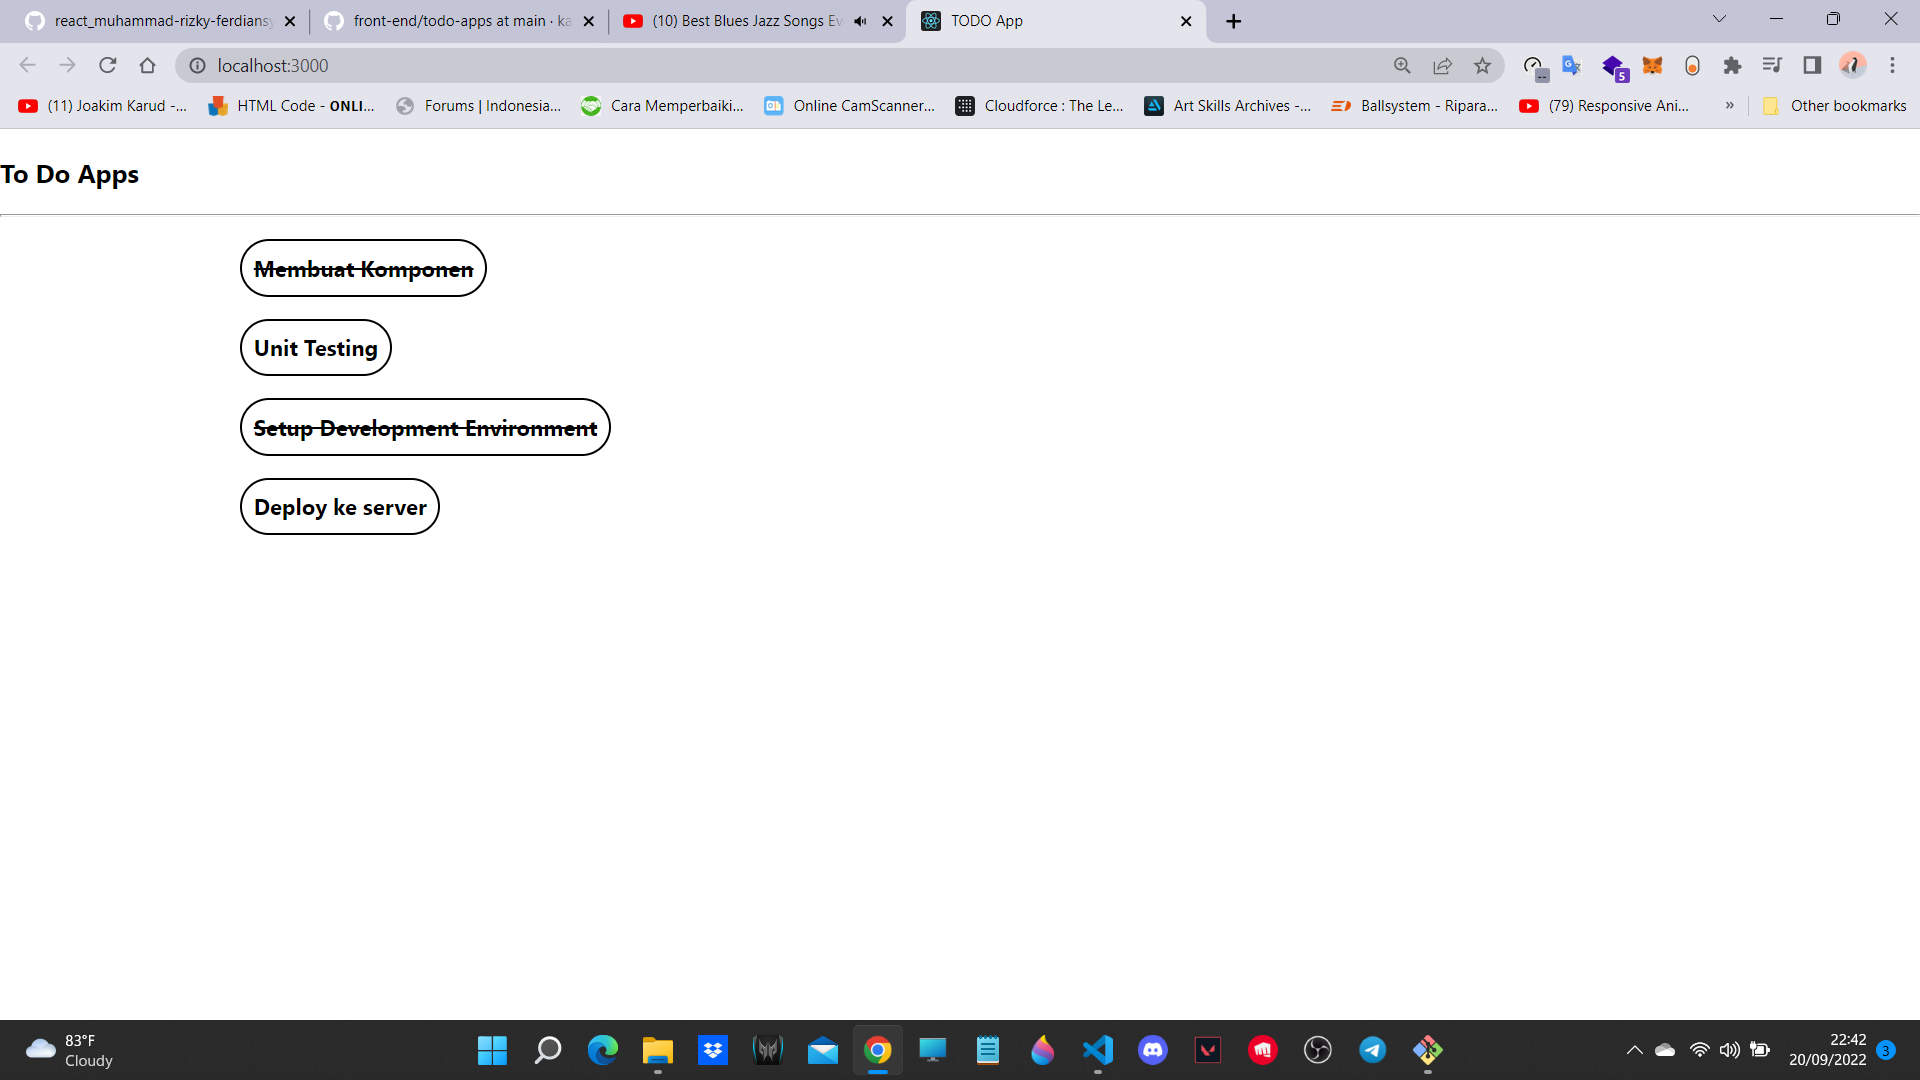 react_muhammad-rizky-ferdiansy
front-end/todo-apps at main · ka
(10) Best Blues Jazz Songs Ev
TODO App
localhost:3000
--
5
(11) Joakim Karud -...
HTML Code - ONLI...
Forums | Indonesia...
Cara Memperbaiki...
Online CamScanner...
Cloudforce : The Le...
Art Skills Archives -...
Ballsystem - Ripara...
(79) Responsive Ani...
»
Other bookmarks
To Do Apps
Membuat Komponen
Unit Testing
Setup Development Environment
Deploy ke server
83°F
Cloudy
22:42
20/09/2022
3